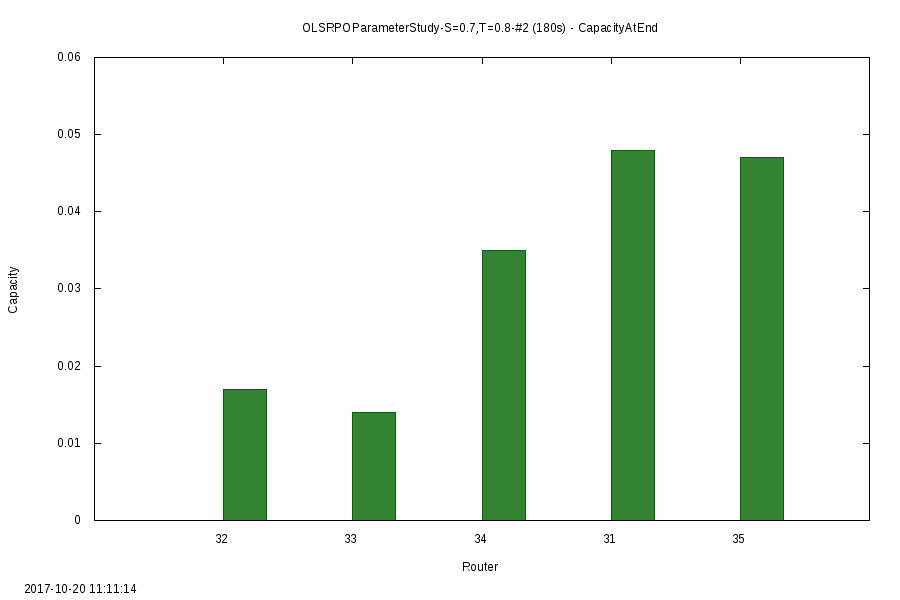 OLSRPOParameterStudy-S=0.7,T=0.8-#2 (180s) - CapacityAtEnd
0.06
0.05
0.04
0.03
0.02
0.01
0
Capacity
32 33 34 31 35
Router
2017-10-20 11:11:14